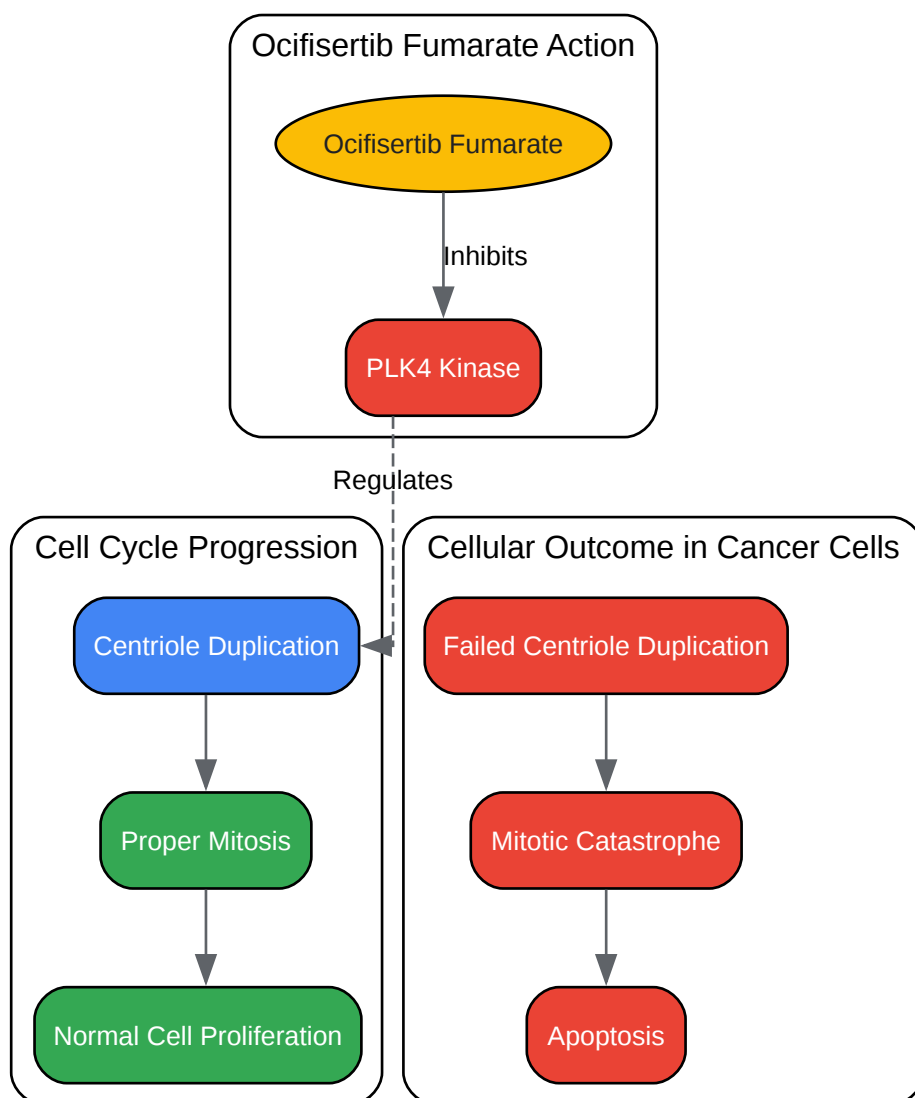 Ocifisertib Fumarate Action
Ocifisertib Fumarate
Inhibits
PLK4 Kinase
Regulates
Cell Cycle Progression
Centriole Duplication
Proper Mitosis
Normal Cell Proliferation
Cellular Outcome in Cancer Cells
Failed Centriole Duplication
Mitotic Catastrophe
Apoptosis